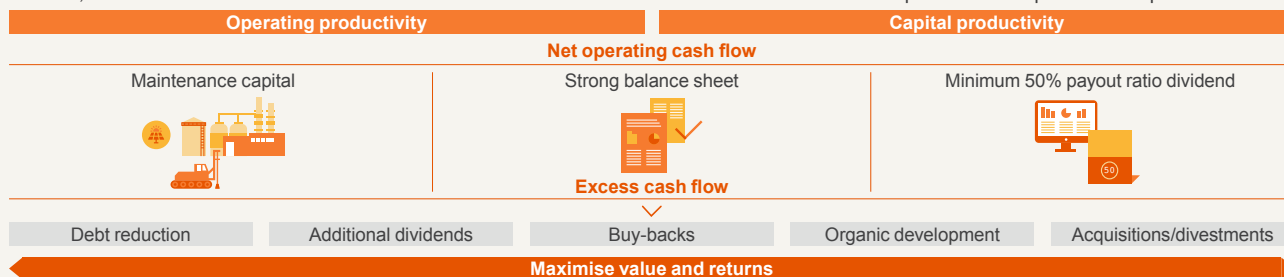 Operating productivity
Capital productivity
Net operating cash flow
Maintenance capital
Strong balance sheet
Minimum 50% payout ratio dividend
50
Excess cash flow
Debt reduction
Additional dividends
Buy-backs
Organic development
Acquisitions/divestments
Maximise value and returns